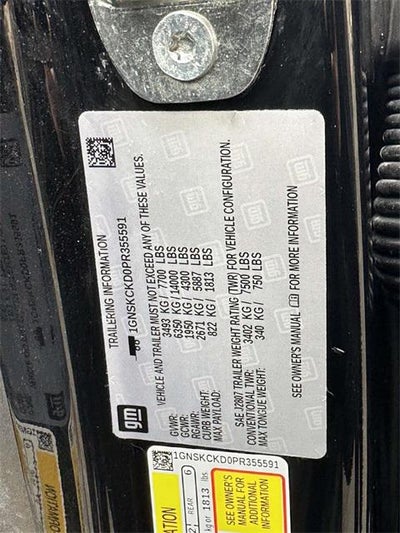 TRAILERING INFORMATION
1GNSKCKD0PR355591
VEHICLE AND TRAILER MUST NOT EXCEED ANY OF THESE VALUES.
GVWR: 3493 KG / 7700 LBS
GCWR: 6350 KG / 14000 LBS
RGAWR: 1950 KG / 4300 LBS
CURB WEIGHT: 2671 KG / 5887 LBS
MAX PAYLOAD: 822 KG / 1813 LBS
SAE J2807 TRAILER WEIGHT RATING (TWR) FOR VEHICLE CONFIGURATION.
CONVENTIONAL TWR: 3402 KG / 7500 LBS
MAX TONGUE WEIGHT: 340 KG / 750 LBS
SEE OWNER'S MANUAL FOR MORE INFORMATION
gm
1GNSKCKD0PR355591
REAR 6
kg or 1813 lbs.
SEE OWNER'S
MANUAL FOR
ADDITIONAL
INFORMATION